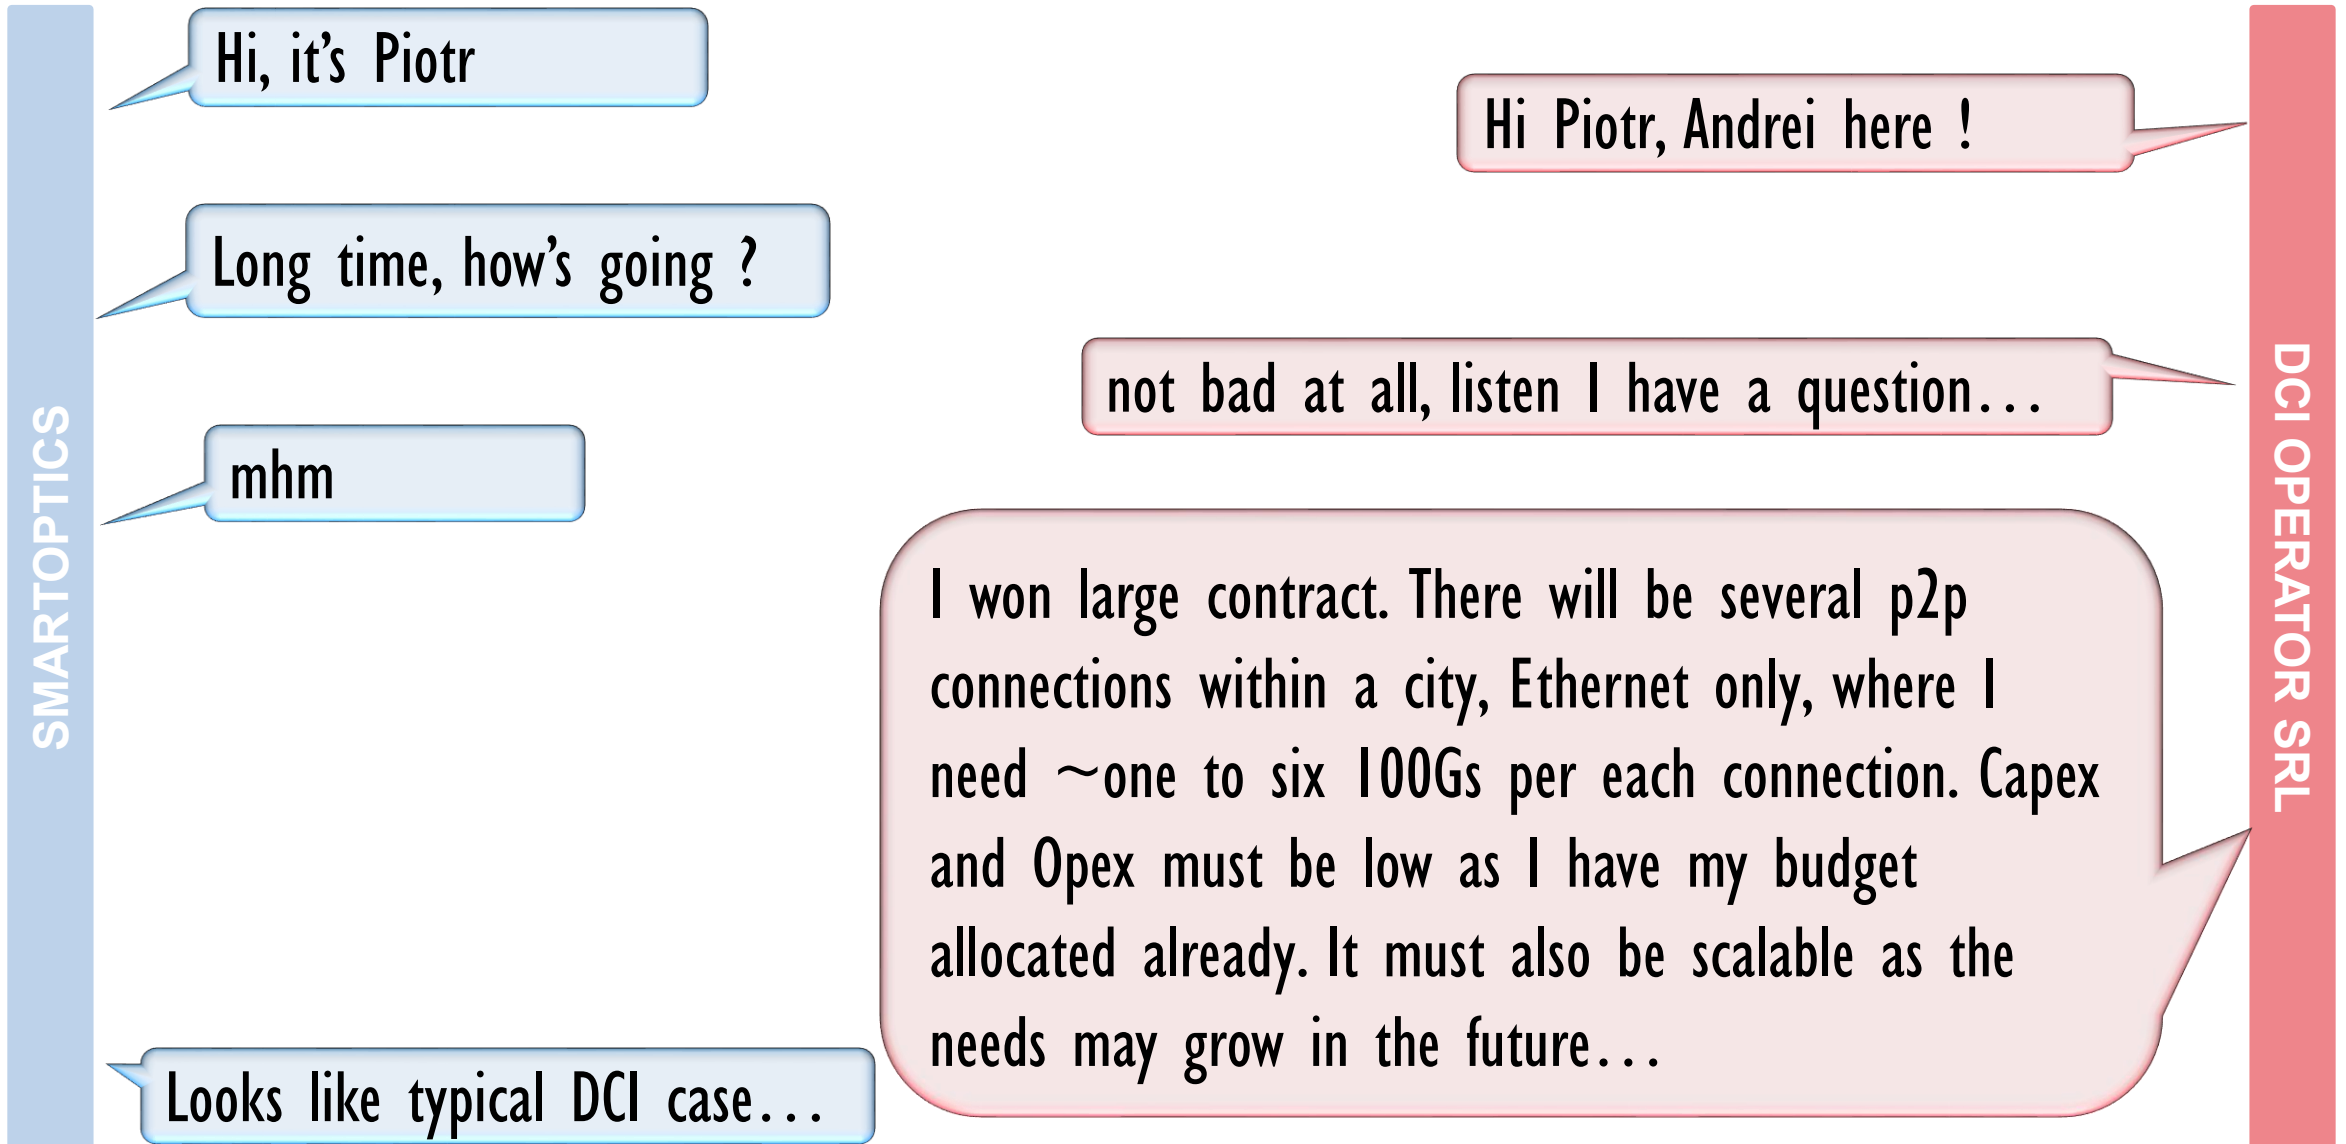 SMARTOPTICS
Hi, it's Piotr
Hi Piotr, Andrei here !
Long time, how's going ?
not bad at all, listen I have a question...
mhm
I won large contract. There will be several p2p
connections within a city, Ethernet only, where I
need ~one to six 100Gs per each connection. Capex
and Opex must be low as I have my budget
allocated already. It must also be scalable as the
needs may grow in the future...
Looks like typical DCI case...
DCI OPERATOR SRL